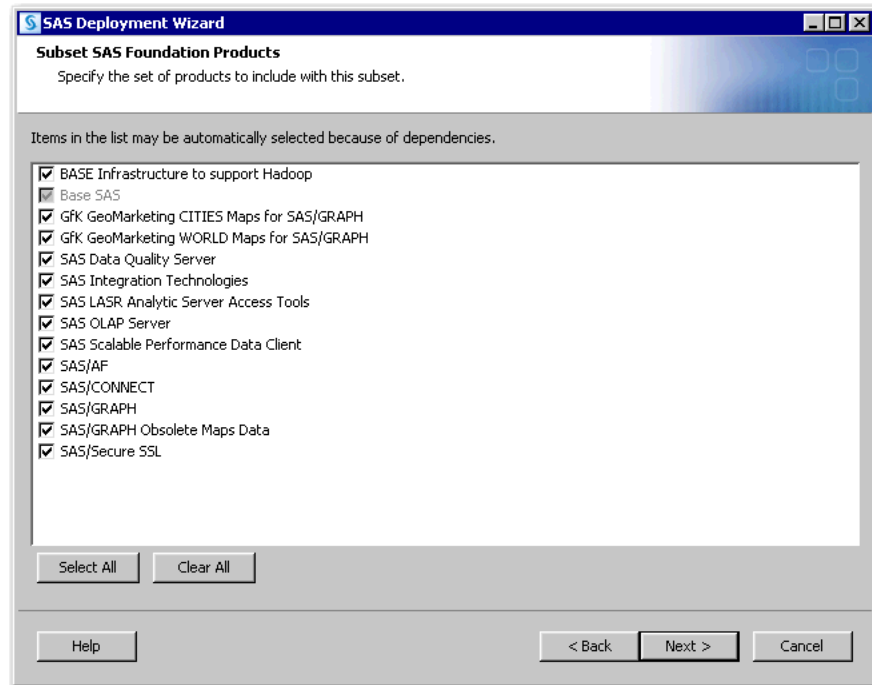 SAS Deployment Wizard
Subset SAS Foundation Products
Specify the set of products to include with this subset.
Items in the list may be automatically selected because of dependencies.
BASE Infrastructure to support Hadoop
Base SAS
GfK GeoMarketing CITIES Maps for SAS/GRAPH
GfK GeoMarketing WORLD Maps for SAS/GRAPH
SAS Data Quality Server
SAS Integration Technologies
SAS LASR Analytic Server Access Tools
SAS OLAP Server
SAS Scalable Performance Data Client
SAS/AF
SAS/CONNECT
SAS/GRAPH
SAS/GRAPH Obsolete Maps Data
SAS/Secure SSL
Select All Clear All
Help < Back Next > Cancel